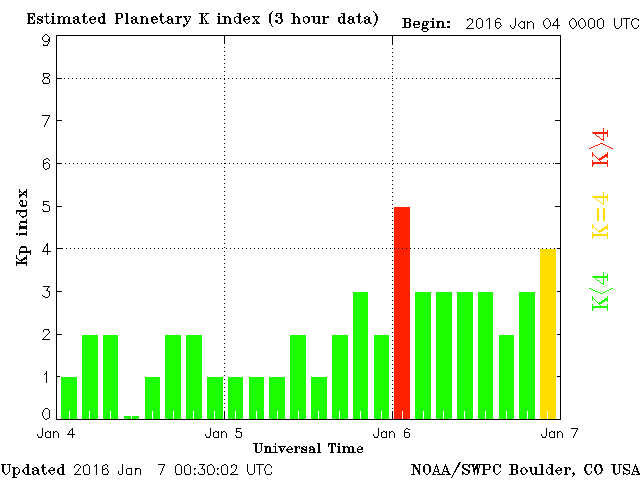 Estimated Planetary K index (3 hour data) Begin: 2016 Jan 04 0000 UTC
9
8
7
6
5
4
3
2
1
0
Kp index
K>4
K=4
K<4
Jan 4 Jan 5 Jan 6 Jan 7
Universal Time
Updated 2016 Jan 7 00:30:02 UTC NOAA/SWPC Boulder, CO USA